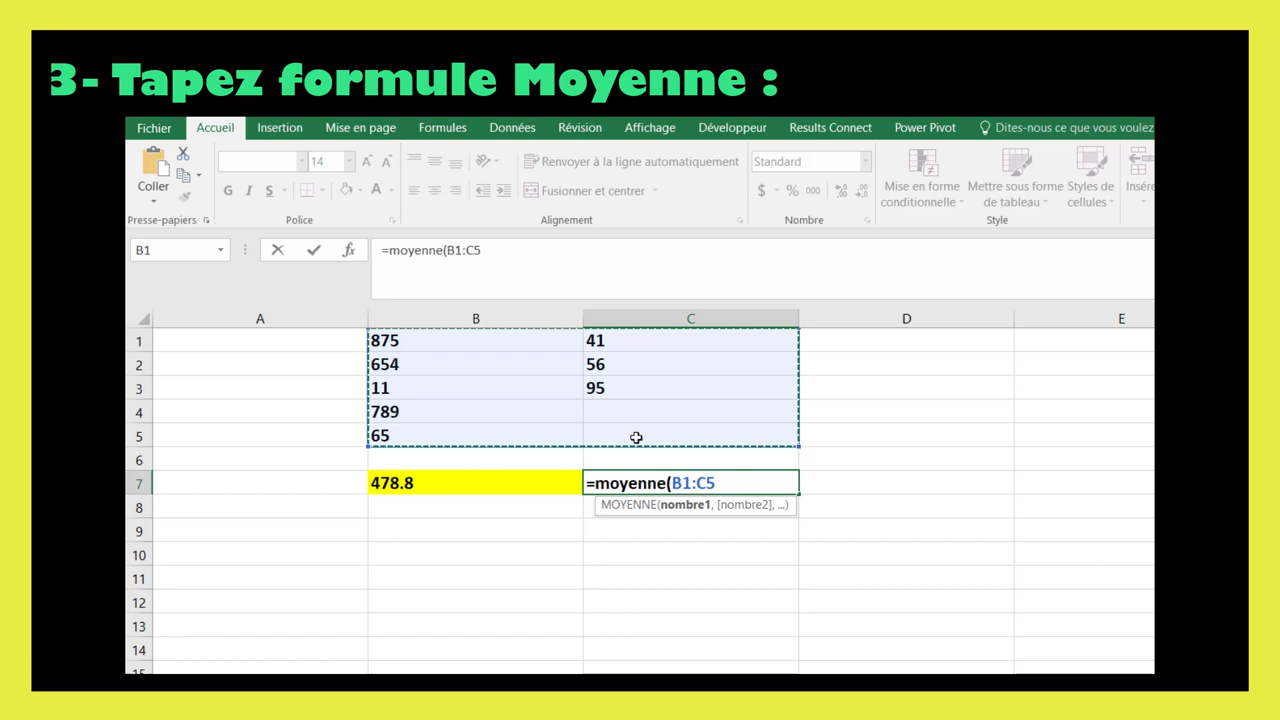 3- Tapez formule Moyenne :
Fichier Accueil Insertion Mise en page Formules Données Révision Affichage Développeur Results Connect Power Pivot Dites-nous ce que vous voulez
Coller
14 A A
Renvoyer à la ligne automatiquement
Standard
G I S A
Fusionner et centrer
$ % 000
Mise en forme conditionnelle
Mettre sous forme de tableau
Styles de cellules
Insére
Presse-papiers Police Alignement Nombre Style
B1 fx =moyenne(B1:C5
A B C D E
1 875 41
2 654 56
3 11 95
4 789
5 65
6
7 478.8 =moyenne(B1:C5
8 MOYENNE(nombre1, [nombre2], ...)
9
10
11
12
13
14
15